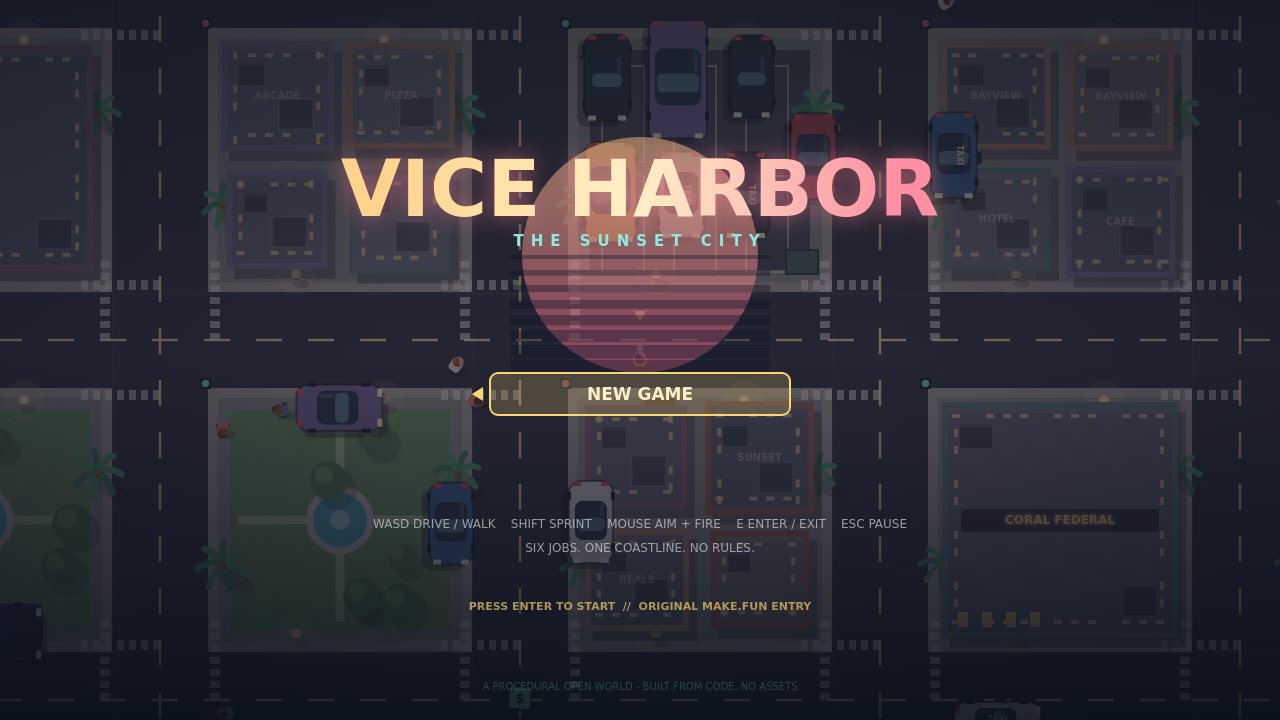 ARCADE
PIZZA
BAYVIEW
BAYVIEW
TAXI
VICE HARBOR
TAXI
THE SUNSET CITY
HOTEL
CAFE
NEW GAME
SUNSET
WASD DRIVE / WALK SHIFT SPRINT MOUSE AIM + FIRE E ENTER / EXIT ESC PAUSE
CORAL FEDERAL
SIX JOBS. ONE COASTLINE. NO RULES.
REALS
PRESS ENTER TO START // ORIGINAL MAKE.FUN ENTRY
A PROCEDURAL OPEN WORLD - BUILT FROM CODE, NO ASSETS
$
TAXI